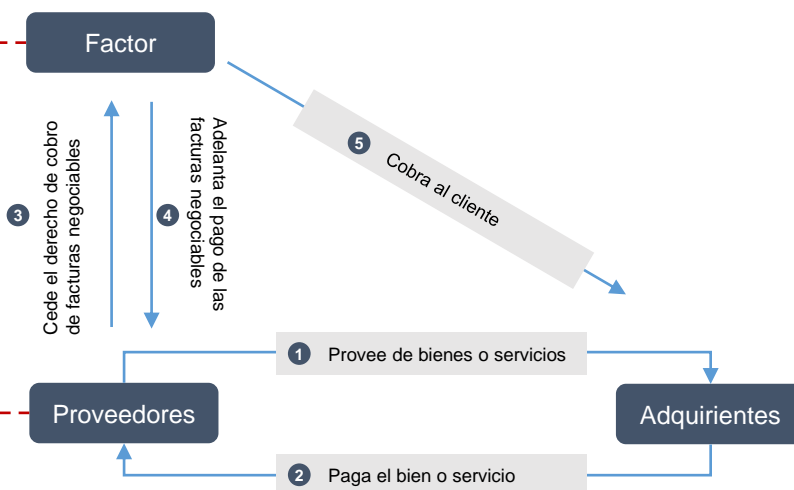 Factor
5 Cobra al cliente
3 Cede el derecho de cobro
de facturas negociables
4 Adelanta el pago de las
facturas negociables
1 Provee de bienes o servicios
Proveedores
Adquirientes
2 Paga el bien o servicio